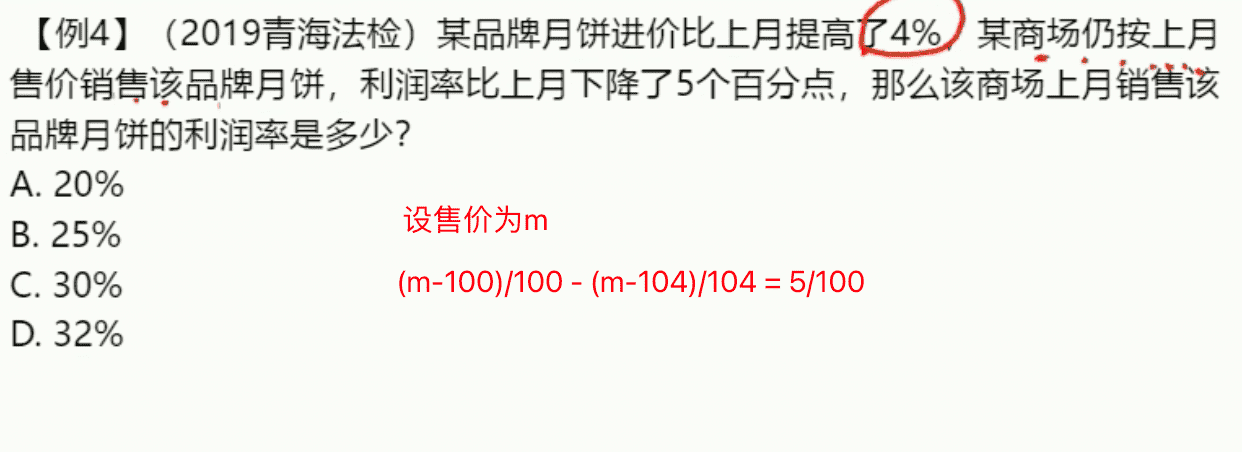 【例4】（2019青海法检）某品牌月饼进价比上月提高了4%，某商场仍按上月
售价销售该品牌月饼，利润率比上月下降了5个百分点，那么该商场上月销售该
品牌月饼的利润率是多少？
A. 20%
B. 25%
设售价为m
C. 30%
(m-100)/100 - (m-104)/104 = 5/100
D. 32%